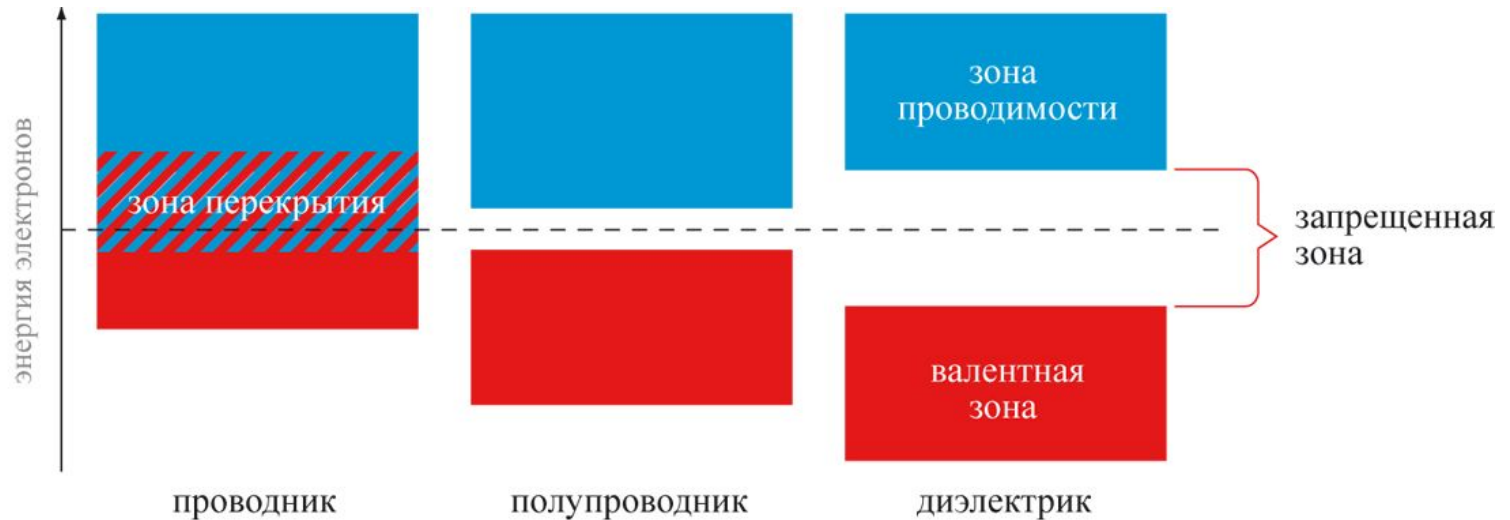 энергия электронов
зона перекрытия
зона
проводимости
валентная
зона
запрещенная
зона
проводник
полупроводник
диэлектрик